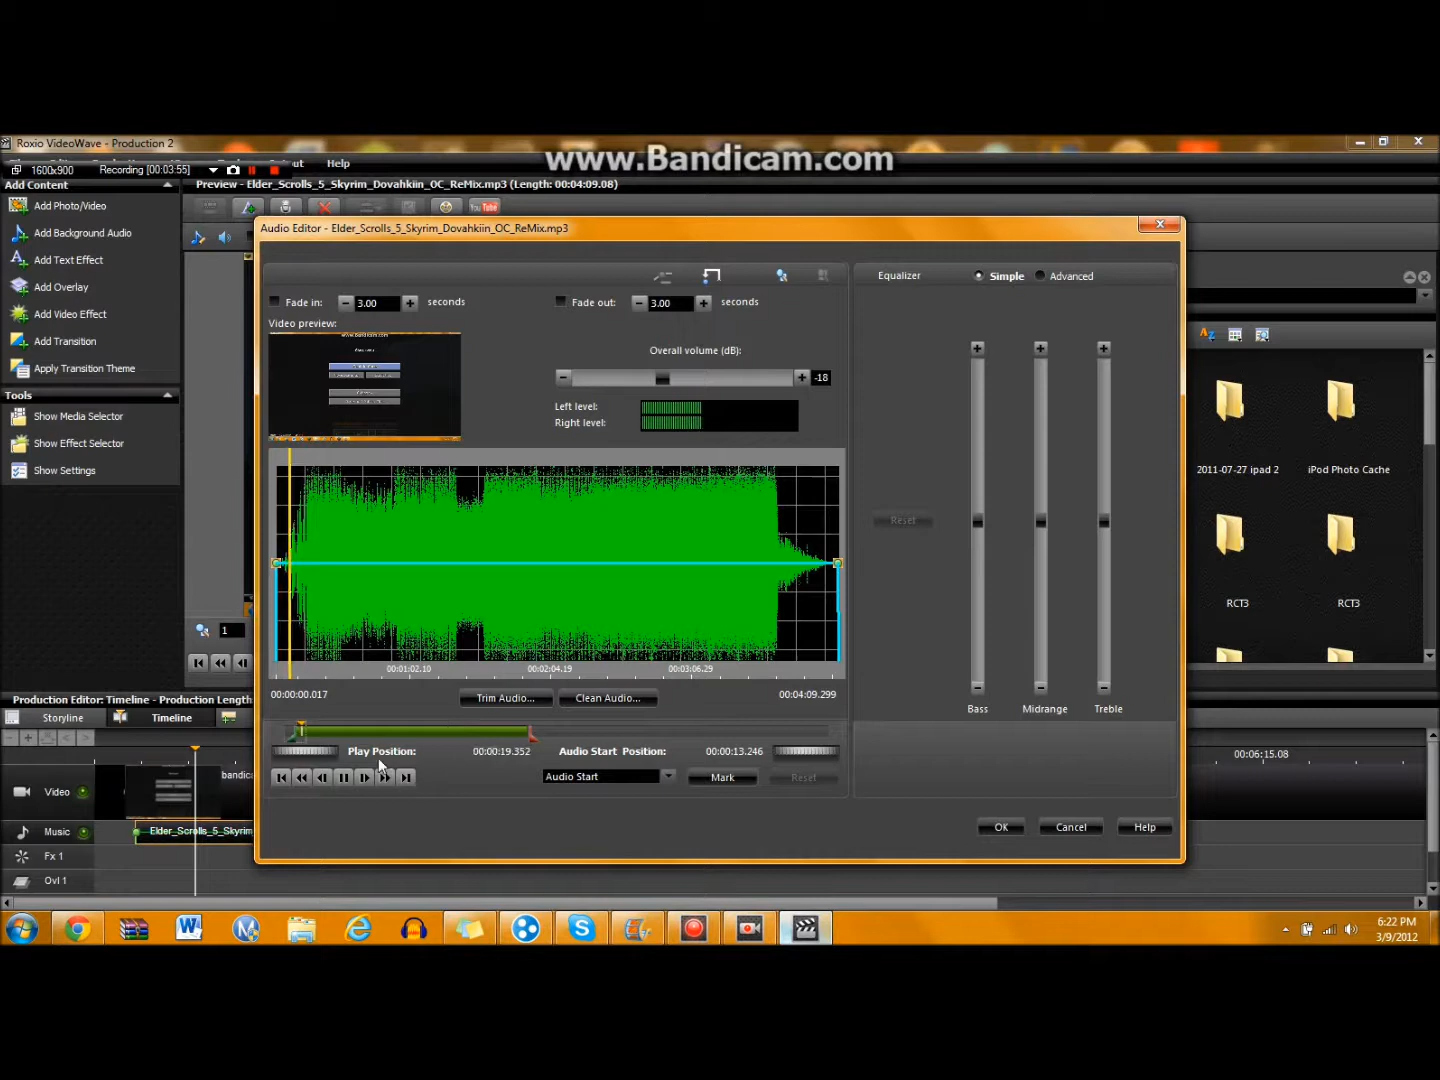 Roxio VideoWave - Production 2
www.Bandicam.com
Help
1600x900 Recording [00:03:55]
Preview - Elder_Scrolls_5_Skyrim_Dovahkiin_OC_ReMix.mp3 (Length: 00:04:09.08)
Add Content
Add Photo/Video
Add Background Audio
Add Text Effect
Add Overlay
Add Video Effect
Add Transition
Apply Transition Theme
Tools
Show Media Selector
Show Effect Selector
Show Settings
You Tube
Audio Editor - Elder_Scrolls_5_Skyrim_Dovahkiin_OC_ReMix.mp3
Fade in: 3.00 seconds
Fade out: 3.00 seconds
Video preview:
www.Bandicam.com
Overall volume (dB):
-18
Left level:
Right level:
Equalizer Simple Advanced
Reset
Bass Midrange Treble
00:01:02.10 00:02:04.19 00:03:06.29
00:00:00.017 Trim Audio... Clean Audio... 00:04:09.299
Play Position: 00:00:19.352 Audio Start Position: 00:00:13.246
Audio Start Mark Reset
OK Cancel Help
2011-07-27 ipad 2 iPod Photo Cache
RCT3 RCT3
1
Production Editor: Timeline - Production Length
Storyline Timeline
00:06:15.08
Video
bandica
Music
Elder_Scrolls_5_Skyrim
Fx 1
Ovl 1
6:22 PM
3/9/2012